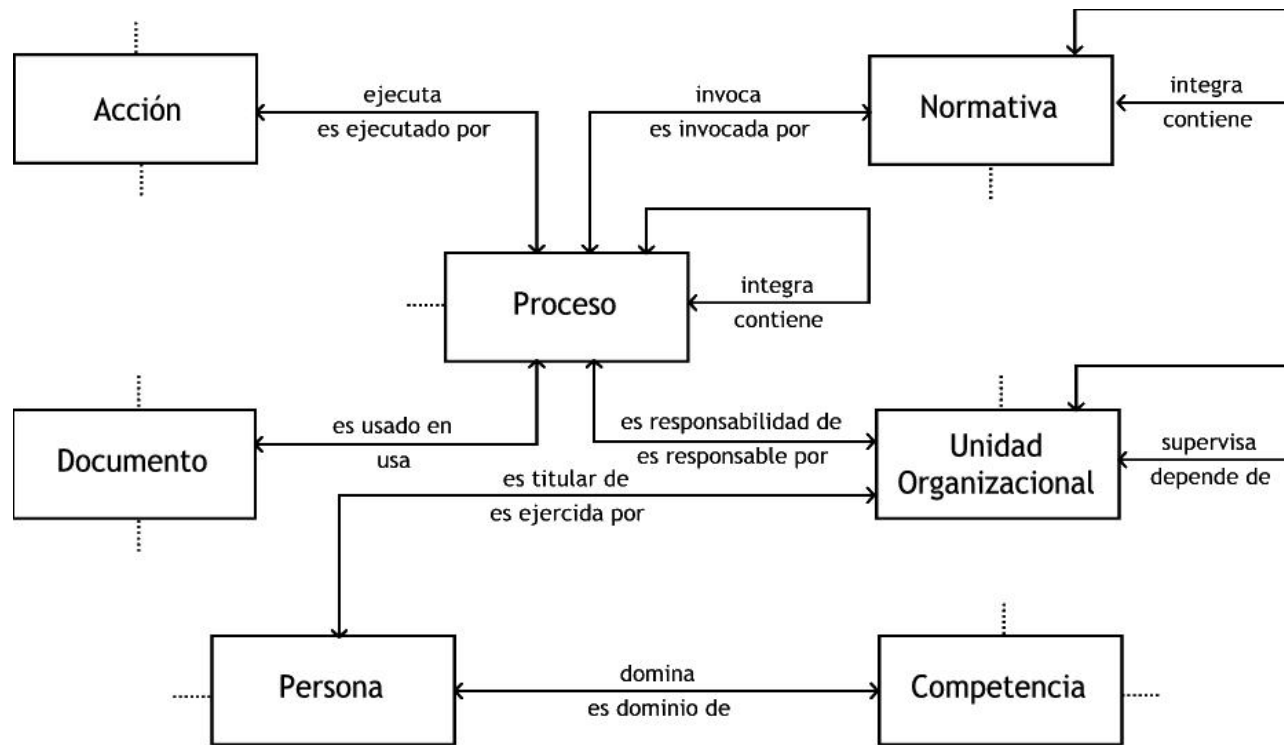 Acción
ejecuta
es ejecutado por
invoca
es invocada por
Normativa
integra
contiene
Proceso
integra
contiene
Documento
es usado en
usa
es responsabilidad de
es responsable por
Unidad
Organizacional
supervisa
depende de
es titular de
es ejercida por
Persona
domina
es dominio de
Competencia